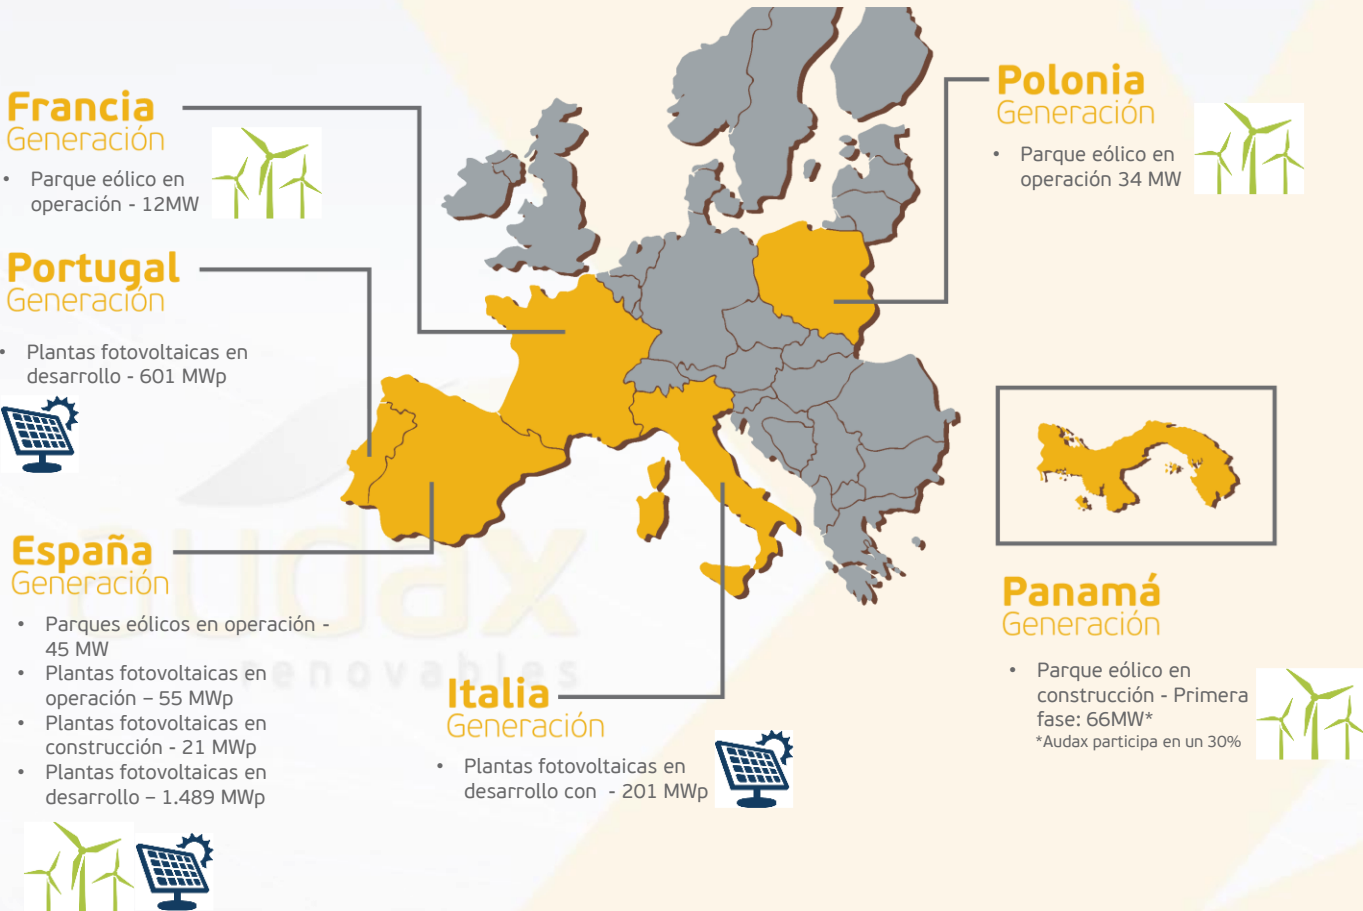 Francia
Generación
• Parque eólico en
operación - 12MW
Portugal
Generación
• Plantas fotovoltaicas en
desarrollo - 601 MWp
España
Generación
• Parques eólicos en operación -
45 MW
• Plantas fotovoltaicas en
operación – 55 MWp
• Plantas fotovoltaicas en
construcción - 21 MWp
• Plantas fotovoltaicas en
desarrollo – 1.489 MWp
audax
renovables
Italia
Generación
• Plantas fotovoltaicas en
desarrollo con - 201 MWp
Polonia
Generación
• Parque eólico en
operación 34 MW
Panamá
Generación
• Parque eólico en
construcción - Primera
fase: 66MW*
*Audax participa en un 30%